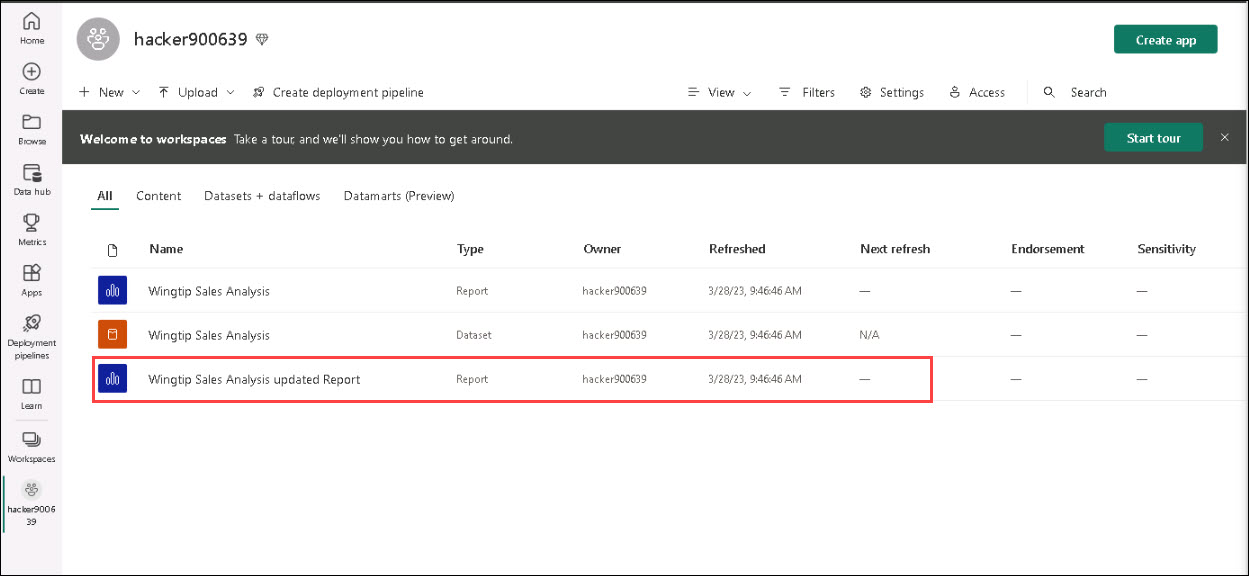 Home
Create
Browse
Data hub
Metrics
Apps
Deployment
pipelines
Learn
Workspaces
hacker9006
39
hacker900639
Create app
New
Upload
Create deployment pipeline
View
Filters
Settings
Access
Search
Welcome to workspaces Take a tour, and we'll show you how to get around.
Start tour
All Content Datasets + dataflows Datamarts (Preview)
Name Type Owner Refreshed Next refresh Endorsement Sensitivity
Wingtip Sales Analysis Report hacker900639 3/28/23, 9:46:46 AM — — —
Wingtip Sales Analysis Dataset hacker900639 3/28/23, 9:46:46 AM N/A — —
Wingtip Sales Analysis updated Report Report hacker900639 3/28/23, 9:46:46 AM — — —